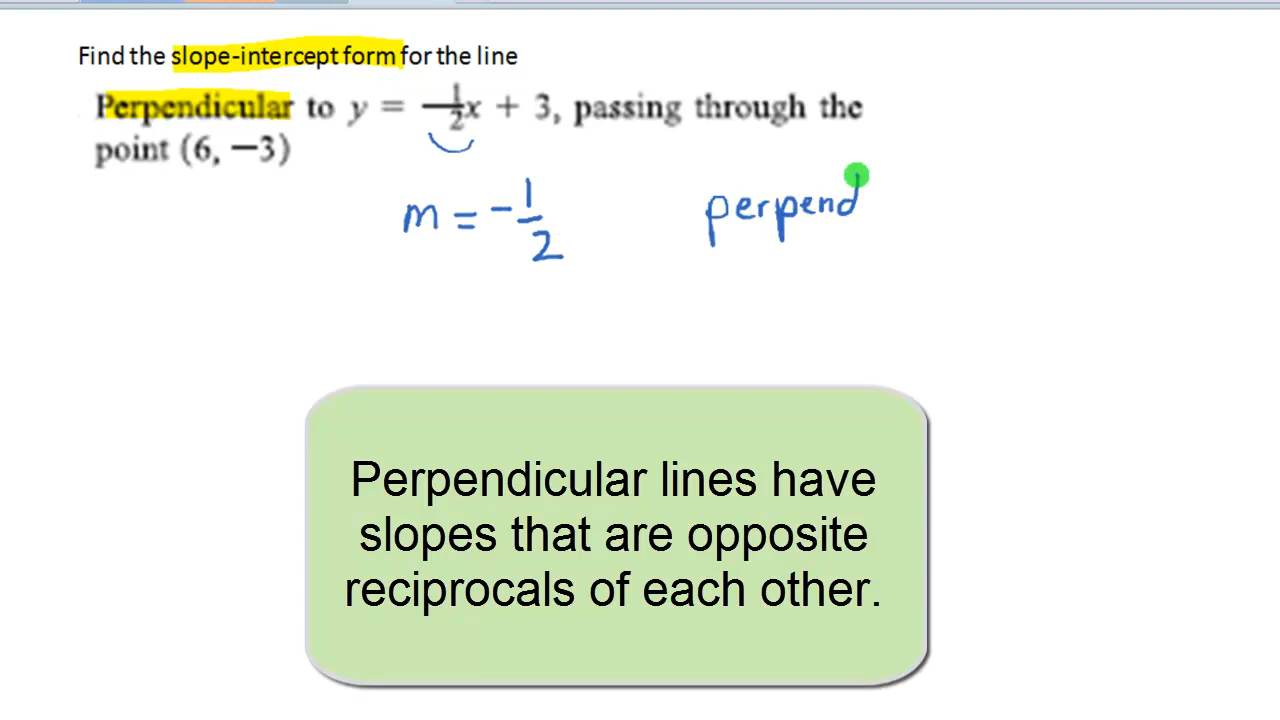 Find the slope-intercept form for the line
Perpendicular to y = −1/2x + 3, passing through the
point (6, −3)
m = -1/2 perpend
Perpendicular lines have
slopes that are opposite
reciprocals of each other.